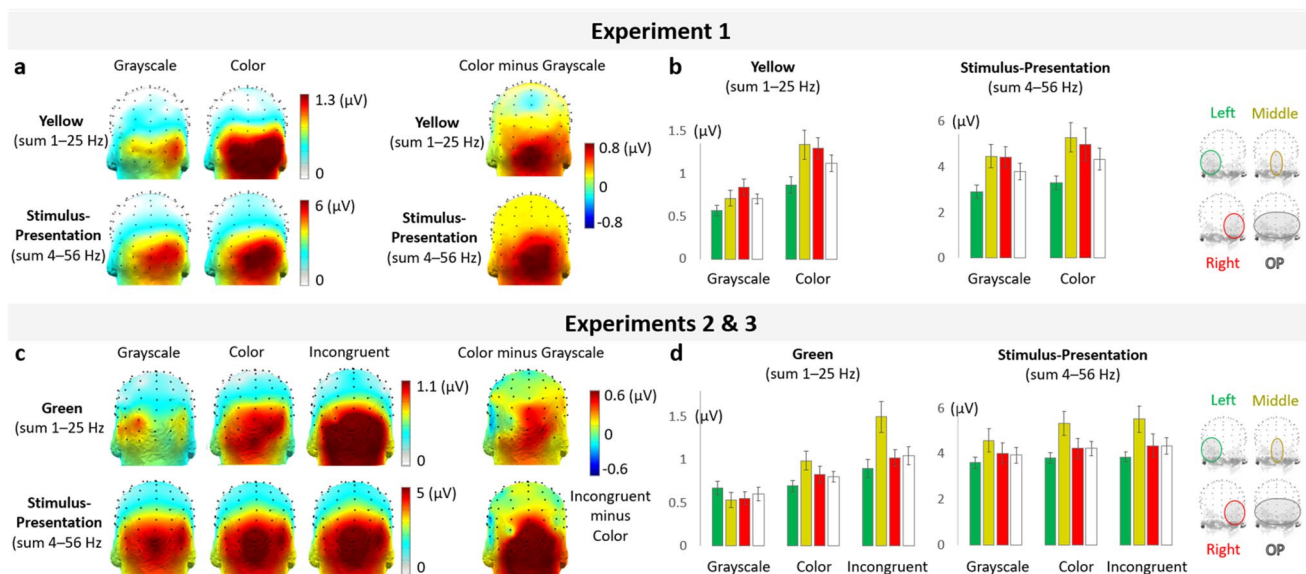 Experiment 1
a
Grayscale
Color
Yellow
(sum 1–25 Hz)
1.3 (µV)
0
Stimulus-
Presentation
(sum 4–56 Hz)
6 (µV)
0
Color minus Grayscale
Yellow
(sum 1–25 Hz)
Stimulus-
Presentation
(sum 4–56 Hz)
0.8 (µV)
0
-0.8
b
Yellow
(sum 1–25 Hz)
(µV)
1.5
1
0.5
0
Grayscale
Color
Stimulus-Presentation
(sum 4–56 Hz)
(µV)
6
4
2
0
Grayscale
Color
Left
Middle
Right
OP
Experiments 2 & 3
c
Grayscale
Color
Incongruent
Green
(sum 1–25 Hz
1.1 (µV)
0
Stimulus-
Presentation
(sum 4–56 Hz)
5 (µV)
0
Color minus Grayscale
0.6 (µV)
0
-0.6
Incongruent
minus
Color
d
Green
(sum 1–25 Hz)
(µV)
1.5
1
0.5
0
Grayscale
Color
Incongruent
Stimulus-Presentation
(sum 4–56 Hz)
(µV)
6
4
2
0
Grayscale
Color
Incongruent
Left
Middle
Right
OP